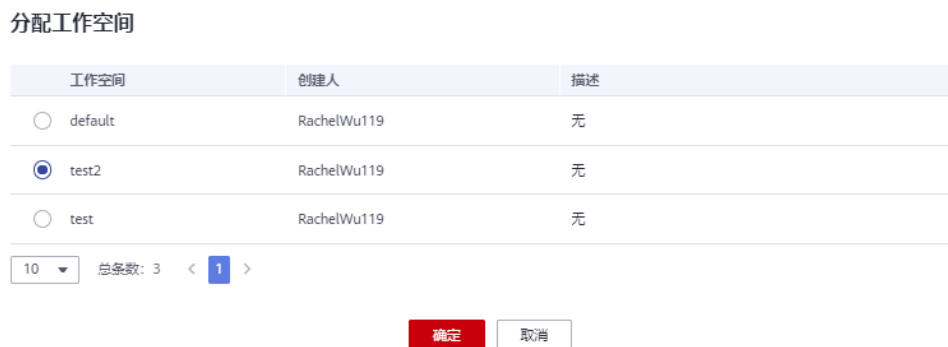 分配工作空间
工作空间 创建人 描述
default RachelWu119 无
test2 RachelWu119 无
test RachelWu119 无
10 总条数: 3 < 1 >
确定 取消